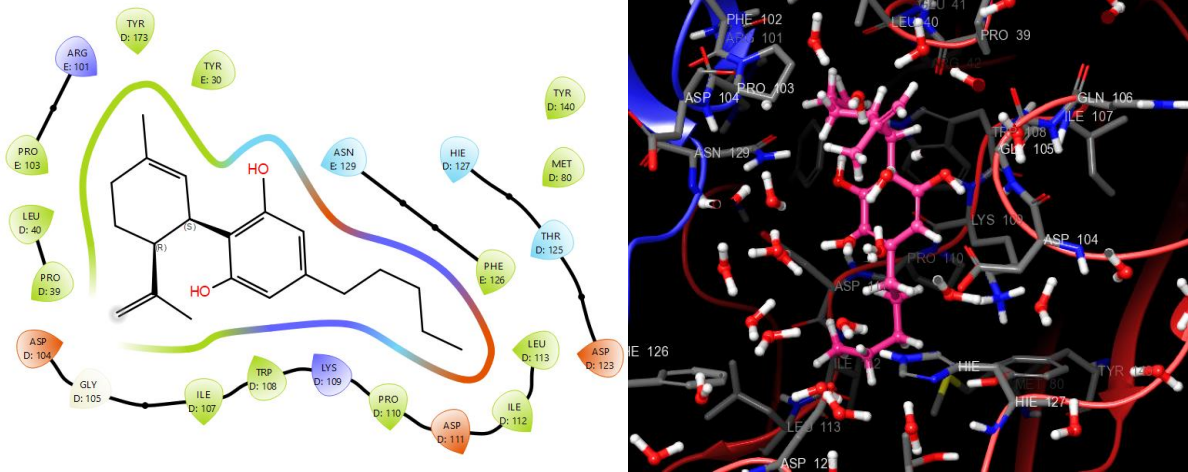 TYR
D: 173
ARG
E: 101
TYR
E: 30
TYR
D: 140
PRO
E: 103
ASN
E: 129
HIE
D: 127
MET
D: 80
HO
(S)
(R)
LEU
D: 40
THR
D: 125
PRO
D: 39
HO
PHE
E: 126
ASP
D: 104
GLY
D: 105
ILE
D: 107
TRP
D: 108
LYS
D: 109
PRO
D: 110
ASP
D: 111
ILE
D: 112
LEU
D: 113
ASP
D: 123
PHE 102
ARG 101
LEU 40
PRO 39
PRO 103
ASP 104
GLN 106
ILE 107
TRP 108
GLY 105
ASN 129
LYS 109
ASP 104
PRO 110
HIE
TYR
MET 80
HIE 127
LEU 113